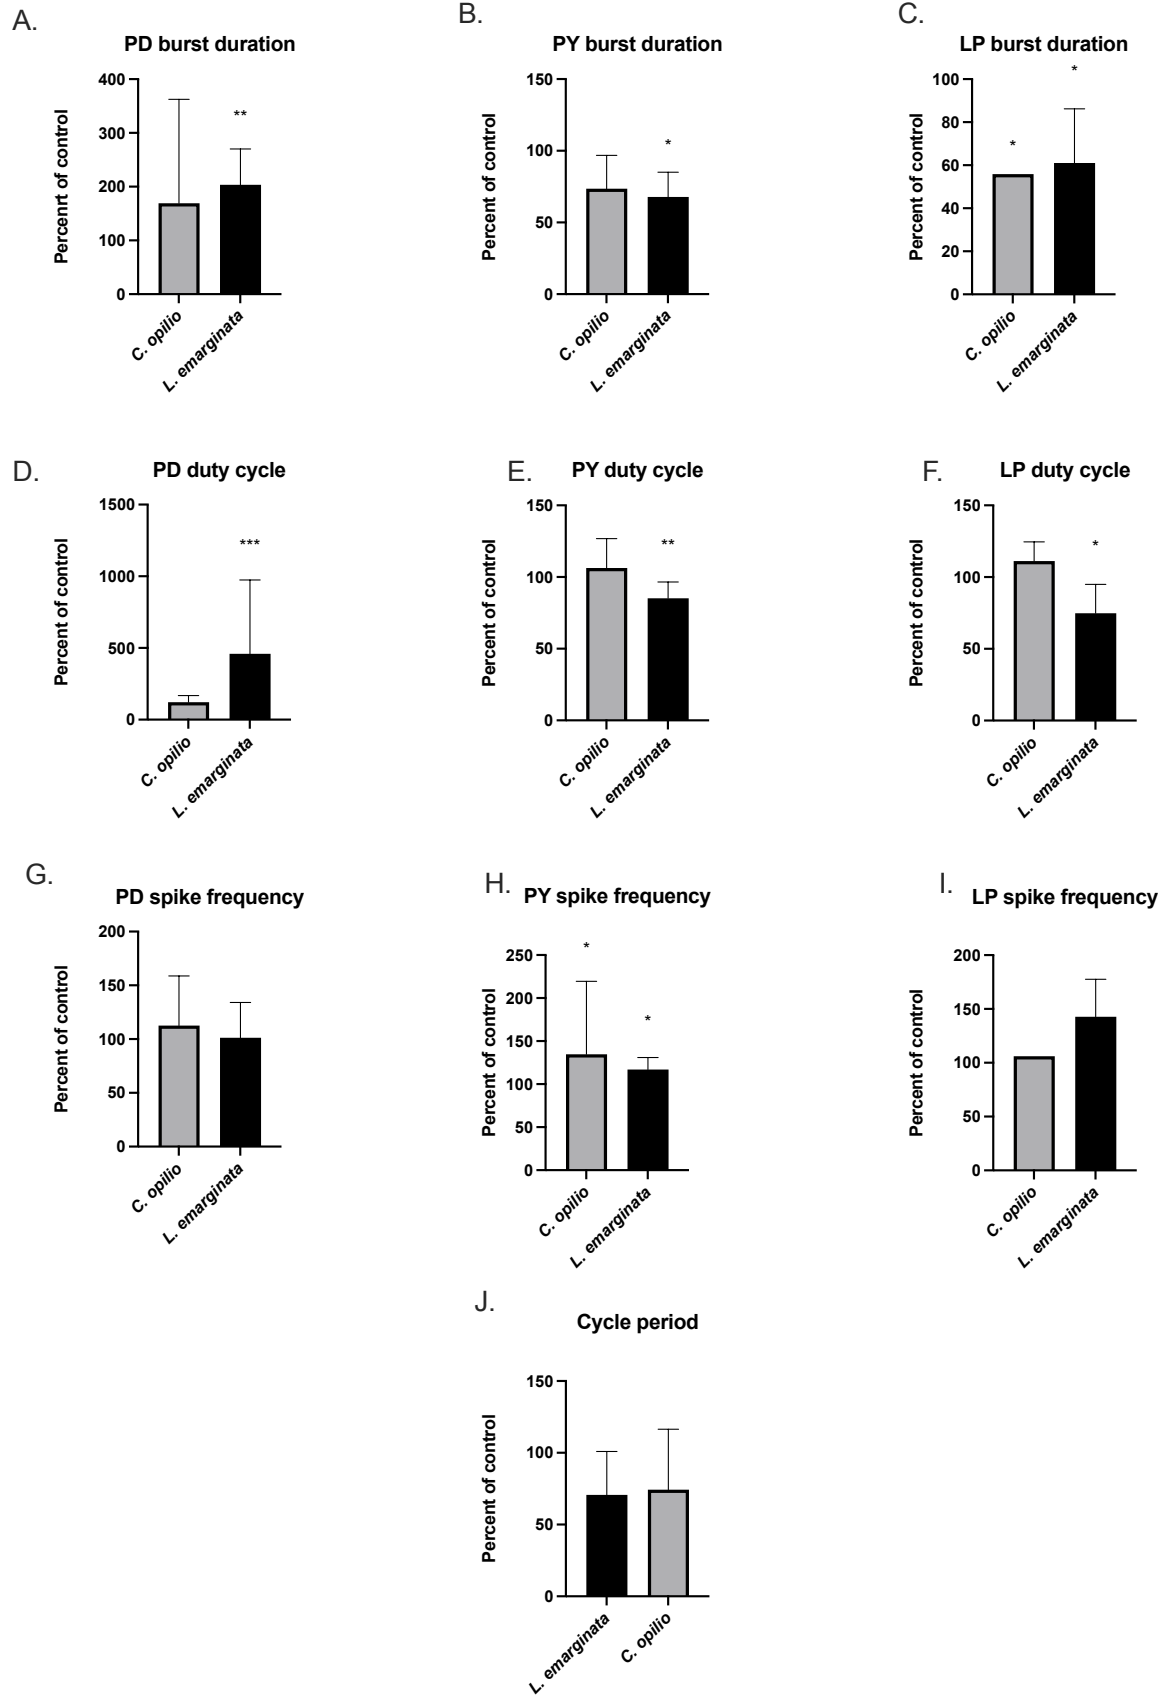 A.
PD burst duration
**
Percenrt of control
400
300
200
100
0
C. opilio
L. emarginata
B.
PY burst duration
*
Percent of control
150
100
50
0
C. opilio
L. emarginata
C.
LP burst duration
*
*
Percent of control
100
80
60
40
20
0
C. opilio
L. emarginata
D.
PD duty cycle
***
Percent of control
1500
1000
500
0
C. opilio
L. emarginata
E.
PY duty cycle
**
Percent of control
150
100
50
0
C. opilio
L. emarginata
F.
LP duty cycle
*
Percent of control
150
100
50
0
C. opilio
L. emarginata
G.
PD spike frequency
Percent of control
200
150
100
50
0
C. opilio
L. emarginata
H.
PY spike frequency
*
*
Percent of control
250
200
150
100
50
0
C. opilio
L. emarginata
I.
LP spike frequency
Percent of control
200
150
100
50
0
C. opilio
L. emarginata
J.
Cycle period
Percent of control
150
100
50
0
L. emarginata
C. opilio